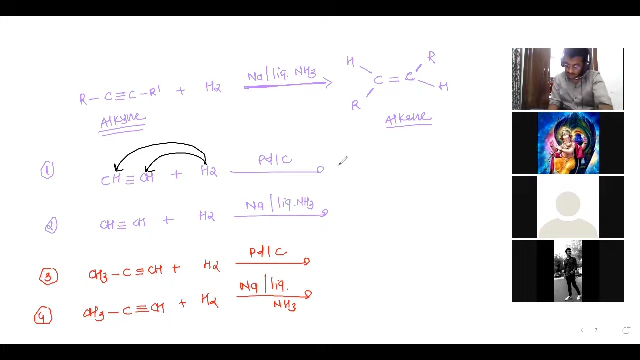 R – C ≡ C – R' + H2 Na/liq. NH3 H C = C R R H
Alkyne Alkene
① CH ≡ CH + H2 Pd/C
② CH ≡ CH + H2 Na/liq. NH3
③ CH3 – C ≡ CH + H2 Pd/C
④ CH3 – C ≡ CH + H2 Na/liq. NH3